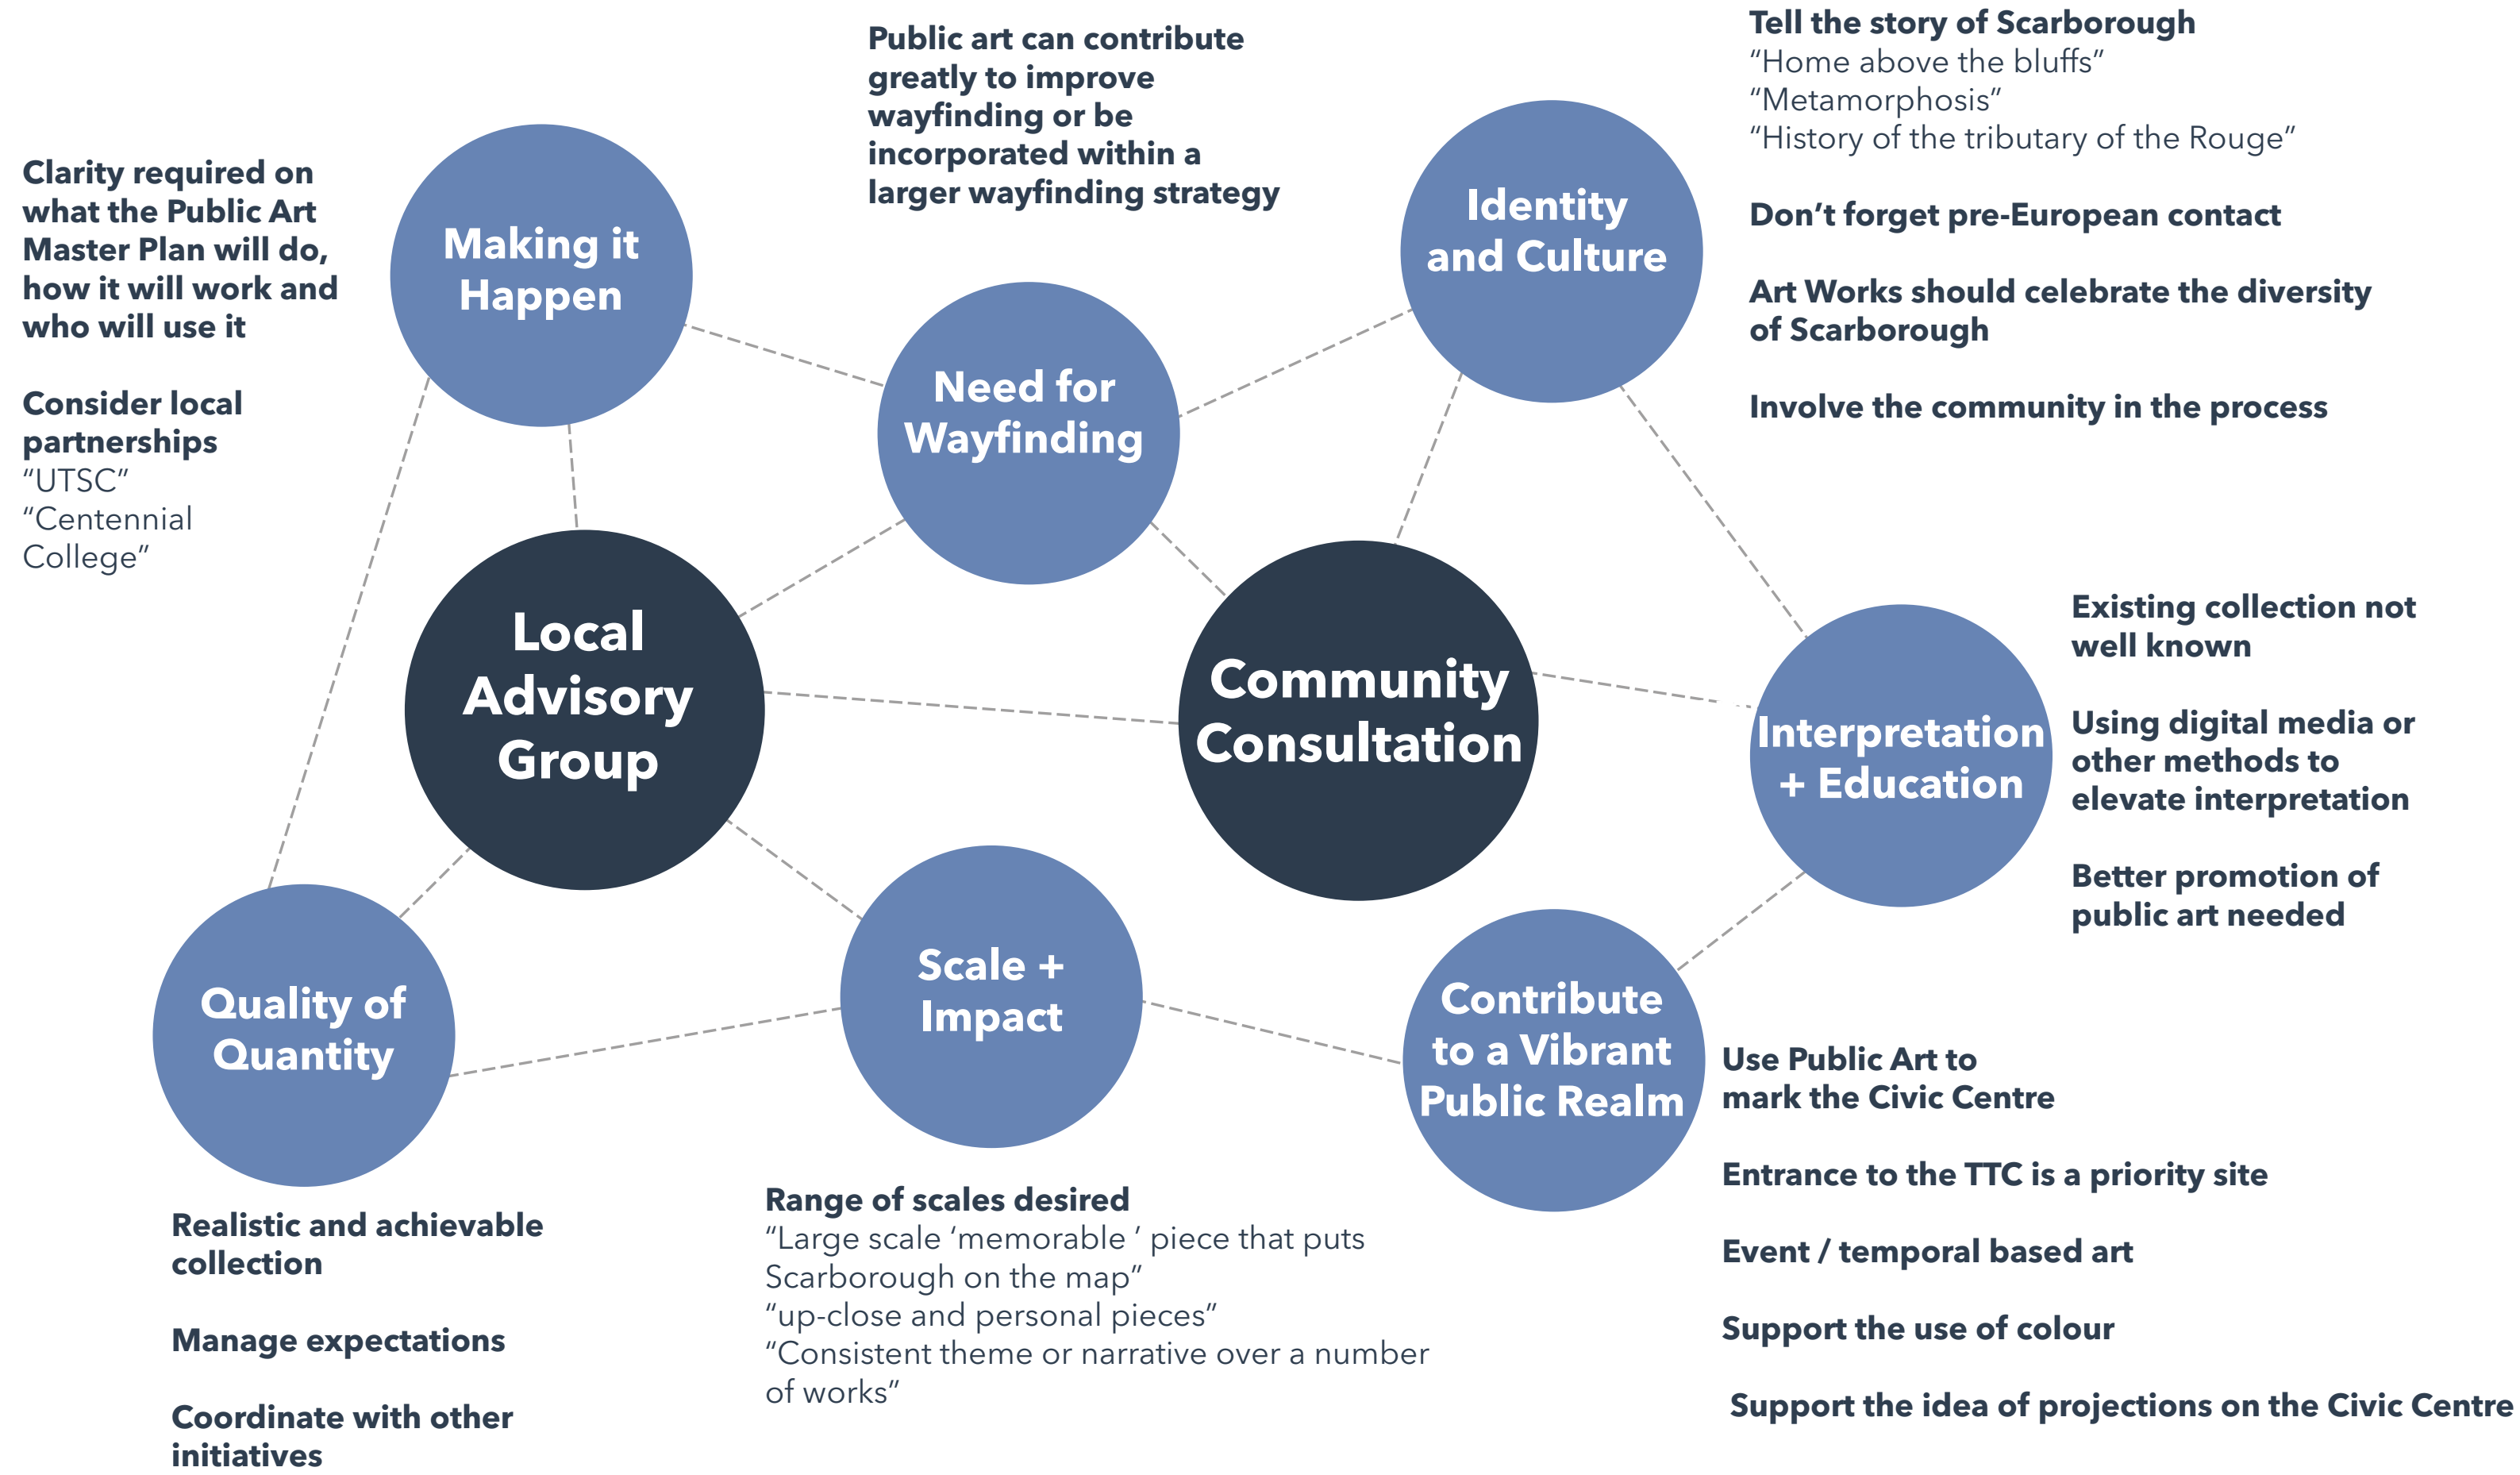 Clarity required on
what the Public Art
Master Plan will do,
how it will work and
who will use it
Consider local
partnerships
“UTSC“
“Centennial
College”
Making it
Happen
Public art can contribute
greatly to improve
wayfinding or be
incorporated within a
larger wayfinding strategy
Need for
Wayfinding
Identity
and Culture
Tell the story of Scarborough
“Home above the bluffs”
“Metamorphosis”
“History of the tributary of the Rouge”
Don’t forget pre-European contact
Art Works should celebrate the diversity
of Scarborough
Involve the community in the process
Local
Advisory
Group
Community
Consultation
Interpretation
+ Education
Existing collection not
well known
Using digital media or
other methods to
elevate interpretation
Better promotion of
public art needed
Quality of
Quantity
Realistic and achievable
collection
Manage expectations
Coordinate with other
initiatives
Scale +
Impact
Range of scales desired
“Large scale ‘memorable ’ piece that puts
Scarborough on the map”
“up-close and personal pieces”
“Consistent theme or narrative over a number
of works”
Contribute
to a Vibrant
Public Realm
Use Public Art to
mark the Civic Centre
Entrance to the TTC is a priority site
Event / temporal based art
Support the use of colour
Support the idea of projections on the Civic Centre